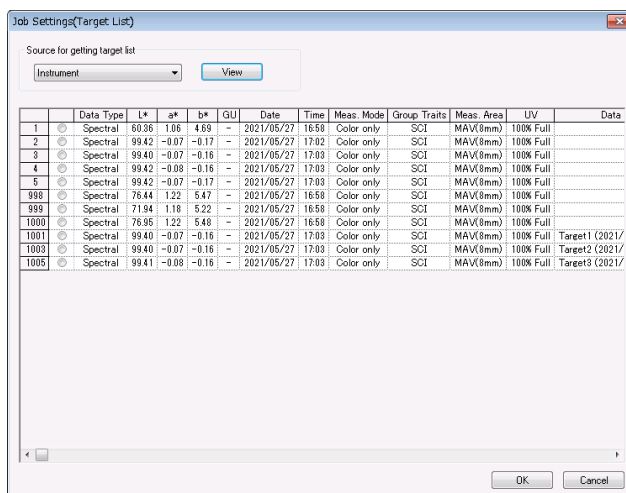 Job Settings(Target List)
Source for getting target list
Instrument View
Data Type L* a* b* GU Date Time Meas. Mode Group Traits Meas. Area UV Data
1 Spectral 60.36 1.06 4.69 - 2021/05/27 16:58 Color only SCI MAV(8mm) 100% Full
2 Spectral 99.42 -0.07 -0.17 - 2021/05/27 17:02 Color only SCI MAV(8mm) 100% Full
3 Spectral 99.40 -0.07 -0.16 - 2021/05/27 17:03 Color only SCI MAV(8mm) 100% Full
4 Spectral 99.42 -0.08 -0.16 - 2021/05/27 17:03 Color only SCI MAV(8mm) 100% Full
5 Spectral 99.42 -0.07 -0.17 - 2021/05/27 17:03 Color only SCI MAV(8mm) 100% Full
998 Spectral 76.44 1.22 5.47 - 2021/05/27 16:58 Color only SCI MAV(8mm) 100% Full
999 Spectral 71.94 1.18 5.22 - 2021/05/27 16:58 Color only SCI MAV(8mm) 100% Full
1000 Spectral 76.95 1.22 5.48 - 2021/05/27 16:58 Color only SCI MAV(8mm) 100% Full
1001 Spectral 99.40 -0.07 -0.16 - 2021/05/27 17:03 Color only SCI MAV(8mm) 100% Full Target1 (2021/
1003 Spectral 99.40 -0.07 -0.16 - 2021/05/27 17:03 Color only SCI MAV(8mm) 100% Full Target2 (2021/
1005 Spectral 99.41 -0.08 -0.16 - 2021/05/27 17:03 Color only SCI MAV(8mm) 100% Full Target3 (2021/
OK Cancel